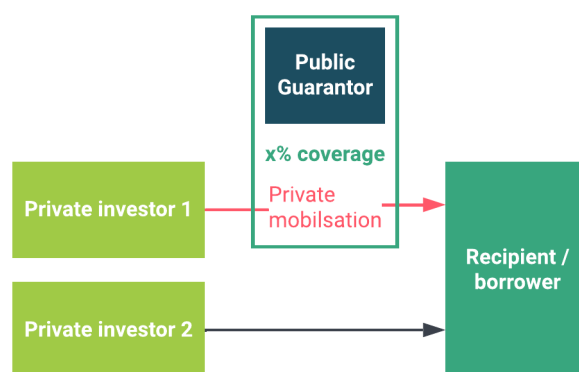 Public
Guarantor
x% coverage
Private investor 1
Private
mobilsation
Recipient /
borrower
Private investor 2